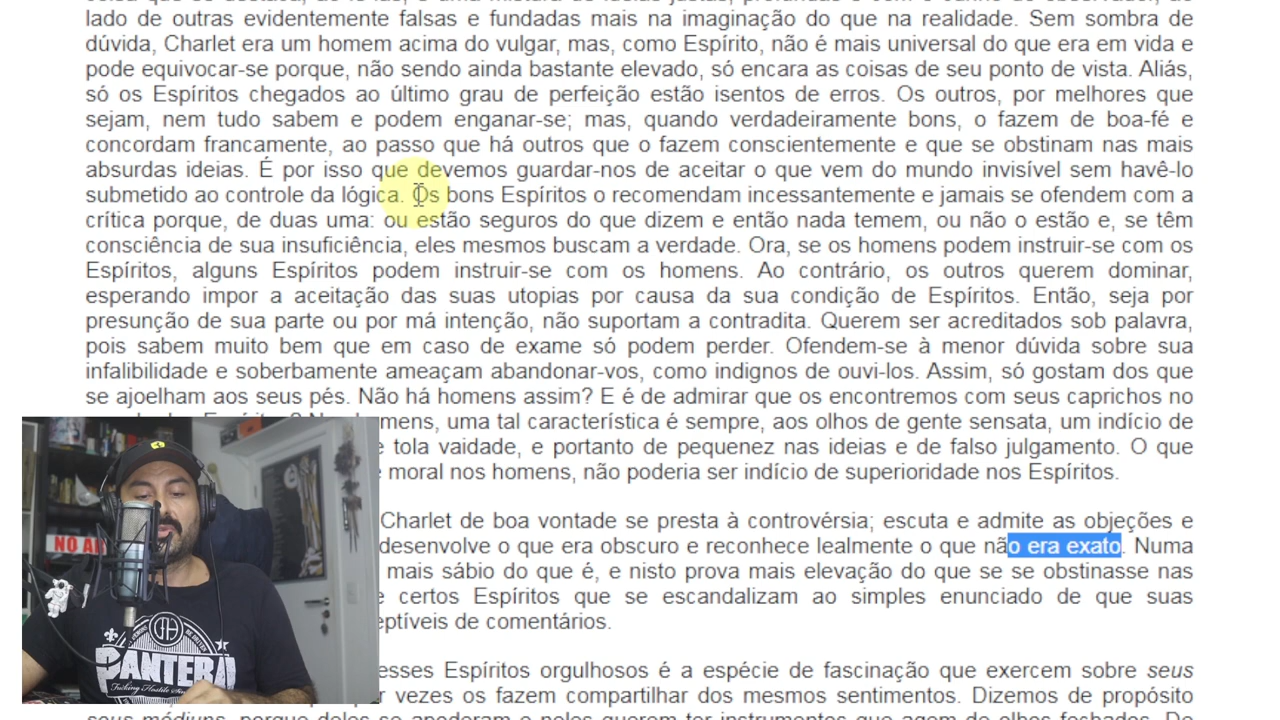 lado de outras evidentemente falsas e fundadas mais na imaginação do que na realidade. Sem sombra de
dúvida, Charlet era um homem acima do vulgar, mas, como Espírito, não é mais universal do que era em vida e
pode equivocar-se porque, não sendo ainda bastante elevado, só encara as coisas de seu ponto de vista. Aliás,
só os Espíritos chegados ao último grau de perfeição estão isentos de erros. Os outros, por melhores que
sejam, nem tudo sabem e podem enganar-se; mas, quando verdadeiramente bons, o fazem de boa-fé e
concordam francamente, ao passo que há outros que o fazem conscientemente e que se obstinam nas mais
absurdas ideias. É por isso que devemos guardar-nos de aceitar o que vem do mundo invisível sem havê-lo
submetido ao controle da lógica. Os bons Espíritos o recomendam incessantemente e jamais se ofendem com a
crítica porque, de duas uma: ou estão seguros do que dizem e então nada temem, ou não o estão e, se têm
consciência de sua insuficiência, eles mesmos buscam a verdade. Ora, se os homens podem instruir-se com os
Espíritos, alguns Espíritos podem instruir-se com os homens. Ao contrário, os outros querem dominar,
esperando impor a aceitação das suas utopias por causa da sua condição de Espíritos. Então, seja por
presunção de sua parte ou por má intenção, não suportam a contradita. Querem ser acreditados sob palavra,
pois sabem muito bem que em caso de exame só podem perder. Ofendem-se à menor dúvida sobre sua
infalibilidade e soberbamente ameaçam abandonar-vos, como indignos de ouvi-los. Assim, só gostam dos que
se ajoelham aos seus pés. Não há homens assim? E é de admirar que os encontremos com seus caprichos no
uma tal característica é sempre, aos olhos de gente sensata, um indício de
tola vaidade, e portanto de pequenez nas ideias e de falso julgamento. O que
moral nos homens, não poderia ser indício de superioridade nos Espíritos.
Charlet de boa vontade se presta à controvérsia; escuta e admite as objeções e
desenvolve o que era obscuro e reconhece lealmente o que não era exato. Numa
mais sábio do que é, e nisto prova mais elevação do que se se obstinasse nas
certos Espíritos que se escandalizam ao simples enunciado de que suas
de comentários.
esses Espíritos orgulhosos é a espécie de fascinação que exercem sobre seus
vezes os fazem compartilhar dos mesmos sentimentos. Dizemos de propósito
NO A
PANTERA